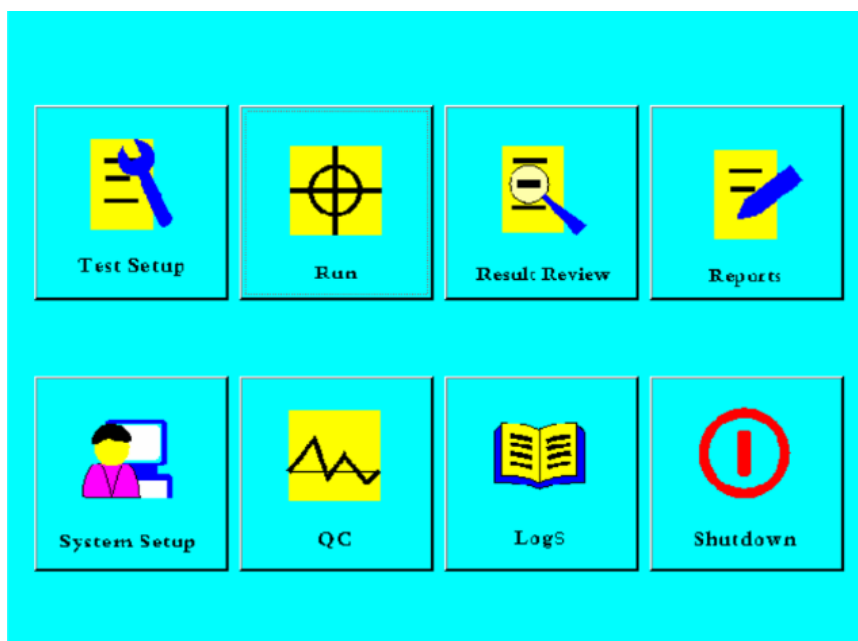 Test Setup
Run
Result Review
Reports
System Setup
QC
LogS
Shutdown